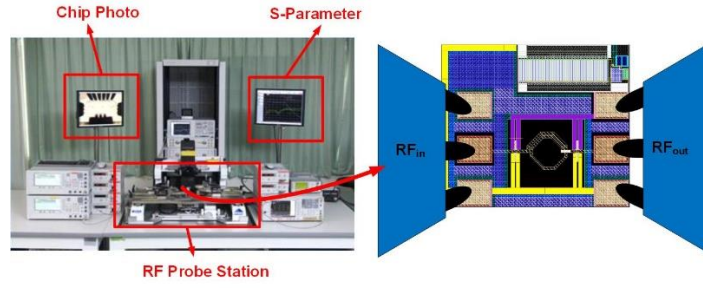 Chip Photo
S-Parameter
RFin
RFout
RF Probe Station